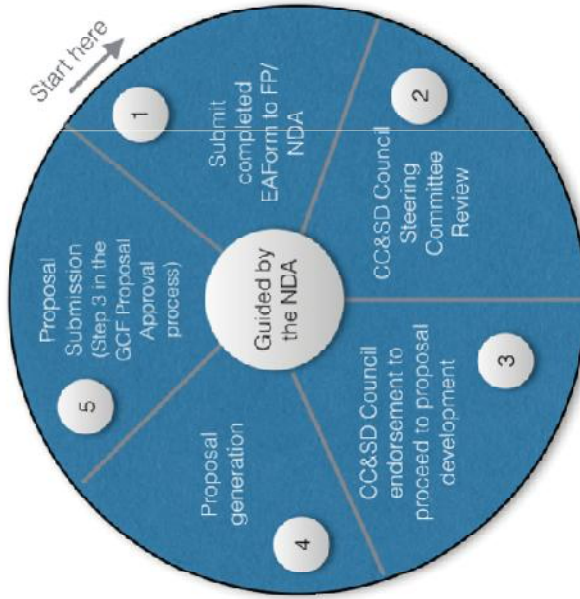 Start here
1
Submit
completed
EAForm to FP/
NDA
2
CC&SD Council
Steering
Committee
Review
3
CC&SD Council
endorsement to
proceed to proposal
development
4
Proposal
generation
5
Proposal
Submission
(Step 3 in the
GCF Proposal
Approval
process)
Guided by
the NDA